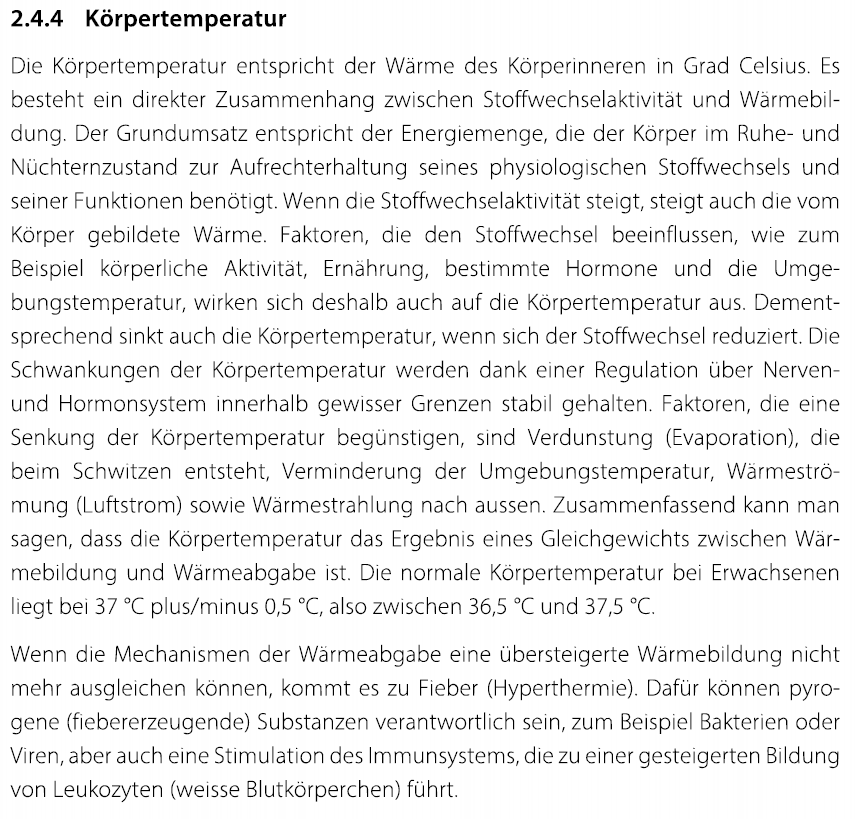 2.4.4 Körpertemperatur
Die Körpertemperatur entspricht der Wärme des Körperinneren in Grad Celsius. Es
besteht ein direkter Zusammenhang zwischen Stoffwechselaktivität und Wärmebil-
dung. Der Grundumsatz entspricht der Energiemenge, die der Körper im Ruhe- und
Nüchternzustand zur Aufrechterhaltung seines physiologischen Stoffwechsels und
seiner Funktionen benötigt. Wenn die Stoffwechselaktivität steigt, steigt auch die vom
Körper gebildete Wärme. Faktoren, die den Stoffwechsel beeinflussen, wie zum
Beispiel körperliche Aktivität, Ernährung, bestimmte Hormone und die Umge-
bungstemperatur, wirken sich deshalb auch auf die Körpertemperatur aus. Dement-
sprechend sinkt auch die Körpertemperatur, wenn sich der Stoffwechsel reduziert. Die
Schwankungen der Körpertemperatur werden dank einer Regulation über Nerven-
und Hormonsystem innerhalb gewisser Grenzen stabil gehalten. Faktoren, die eine
Senkung der Körpertemperatur begünstigen, sind Verdunstung (Evaporation), die
beim Schwitzen entsteht, Verminderung der Umgebungstemperatur, Wärmeströ-
mung (Luftstrom) sowie Wärmestrahlung nach aussen. Zusammenfassend kann man
sagen, dass die Körpertemperatur das Ergebnis eines Gleichgewichts zwischen Wär-
mebildung und Wärmeabgabe ist. Die normale Körpertemperatur bei Erwachsenen
liegt bei 37 °C plus/minus 0,5 °C, also zwischen 36,5 °C und 37,5 °C.
Wenn die Mechanismen der Wärmeabgabe eine übersteigerte Wärmebildung nicht
mehr ausgleichen können, kommt es zu Fieber (Hyperthermie). Dafür können pyro-
gene (fiebererzeugende) Substanzen verantwortlich sein, zum Beispiel Bakterien oder
Viren, aber auch eine Stimulation des Immunsystems, die zu einer gesteigerten Bildung
von Leukozyten (weisse Blutkörperchen) führt.